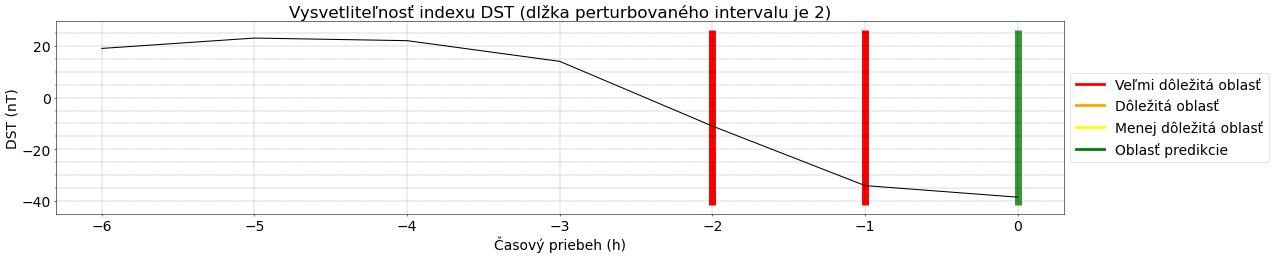 Vysvetliteľnosť indexu DST (dlžka perturbovaného intervalu je 2)
DST (nT)
20
0
−20
−40
−6 −5 −4 −3 −2 −1 0
Časový priebeh (h)
Veľmi dôležitá oblasť
Dôležitá oblasť
Menej dôležitá oblasť
Oblasť predikcie